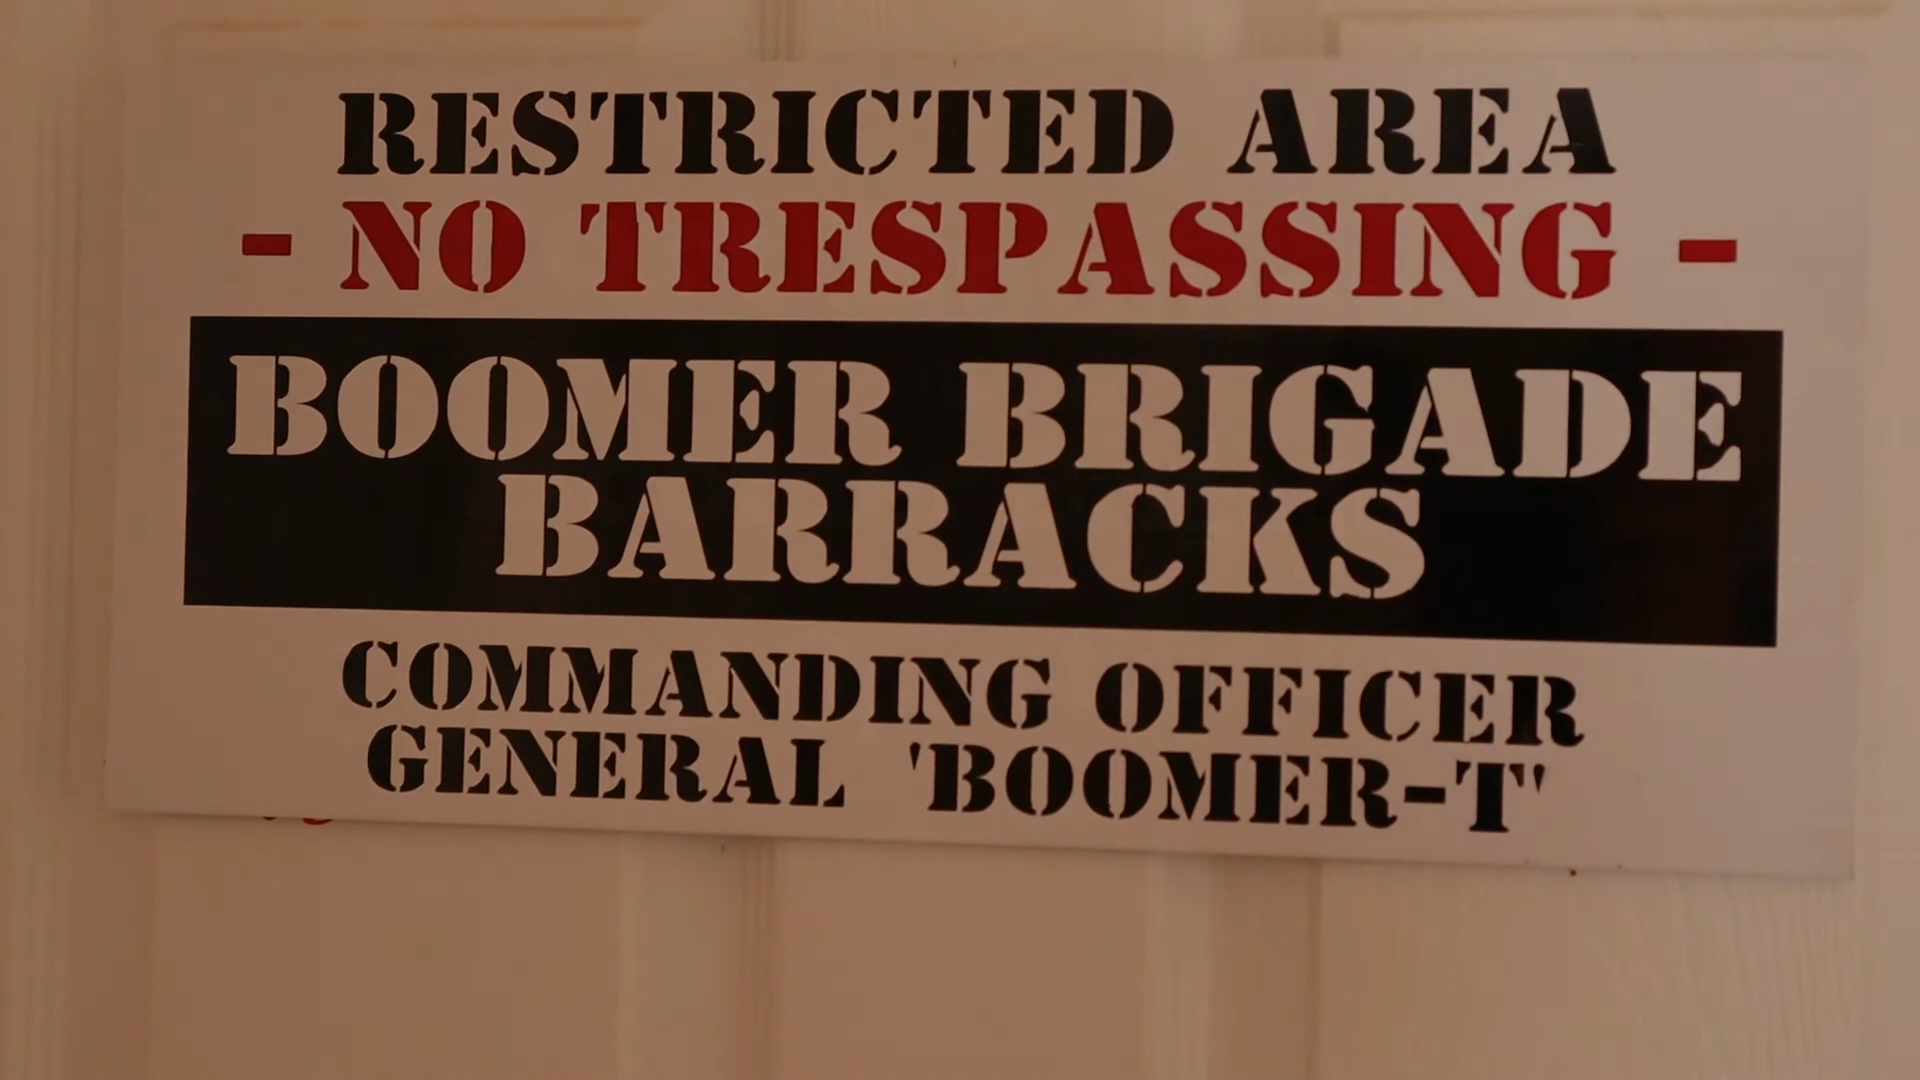 RESTRICTED AREA
- NO TRESPASSING -
BOOMER BRIGADE
BARRACKS
COMMANDING OFFICER
GENERAL 'BOOMER-T'